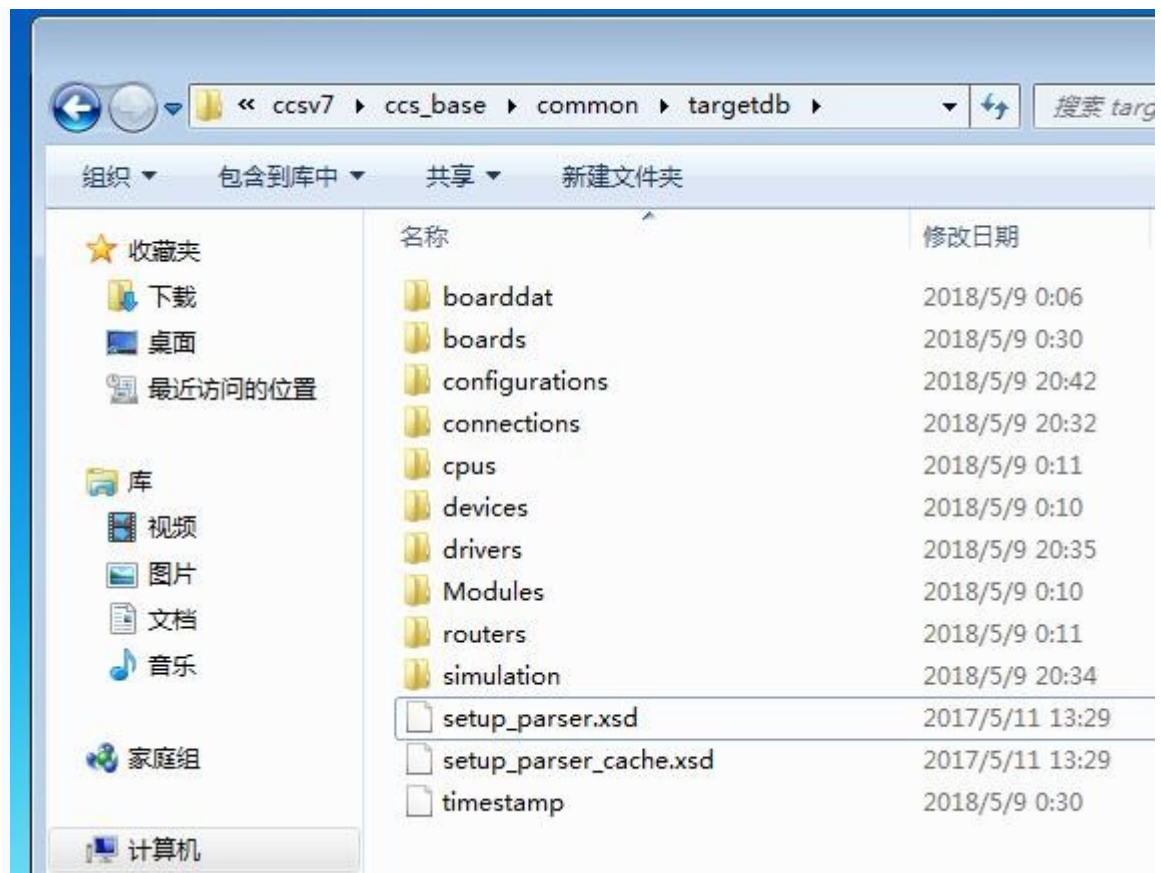 « ccsv7 ▸ ccs_base ▸ common ▸ targetdb ▸ 搜索 targ
组织 包含到库中 共享 新建文件夹
名称 修改日期
收藏夹
下载
桌面
最近访问的位置
库
视频
图片
文档
音乐
家庭组
计算机
boarddat 2018/5/9 0:06
boards 2018/5/9 0:30
configurations 2018/5/9 20:42
connections 2018/5/9 20:32
cpus 2018/5/9 0:11
devices 2018/5/9 0:10
drivers 2018/5/9 20:35
Modules 2018/5/9 0:10
routers 2018/5/9 0:11
simulation 2018/5/9 20:34
setup_parser.xsd 2017/5/11 13:29
setup_parser_cache.xsd 2017/5/11 13:29
timestamp 2018/5/9 0:30